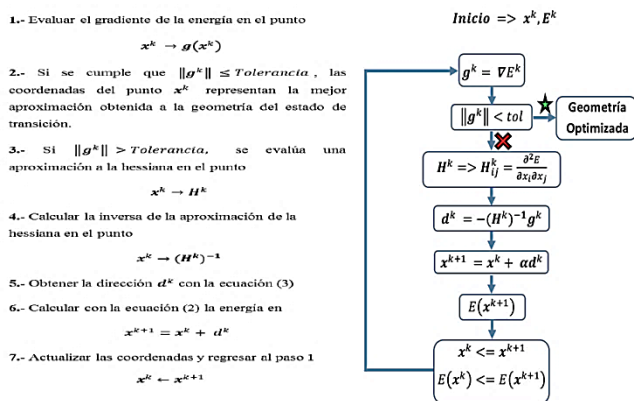 1.- Evaluar el gradiente de la energía en el punto
x^k → g(x^k)
2.- Si se cumple que ‖g^k‖ ≤ Tolerancia, las
coordenadas del punto x^k representan la mejor
aproximación obtenida a la geometría del estado de
transición.
3.- Si ‖g^k‖ > Tolerancia, se evalúa una
aproximación a la hessiana en el punto
x^k → H^k
4.- Calcular la inversa de la aproximación de la
hessiana en el punto
x^k → (H^k)^-1
5.- Obtener la dirección d^k con la ecuación (3)
6.- Calcular con la ecuación (2) la energía en
x^k+1 = x^k + d^k
7.- Actualizar las coordenadas y regresar al paso 1
x^k ← x^k+1
Inicio => x^k, E^k
g^k = ∇E^k
‖g^k‖ < tol
Geometría
Optimizada
H^k => H_ij^k = ∂²E / ∂x_i ∂x_j
d^k = −(H^k)^-1 g^k
x^k+1 = x^k + αd^k
E(x^k+1)
x^k <= x^k+1
E(x^k) <= E(x^k+1)